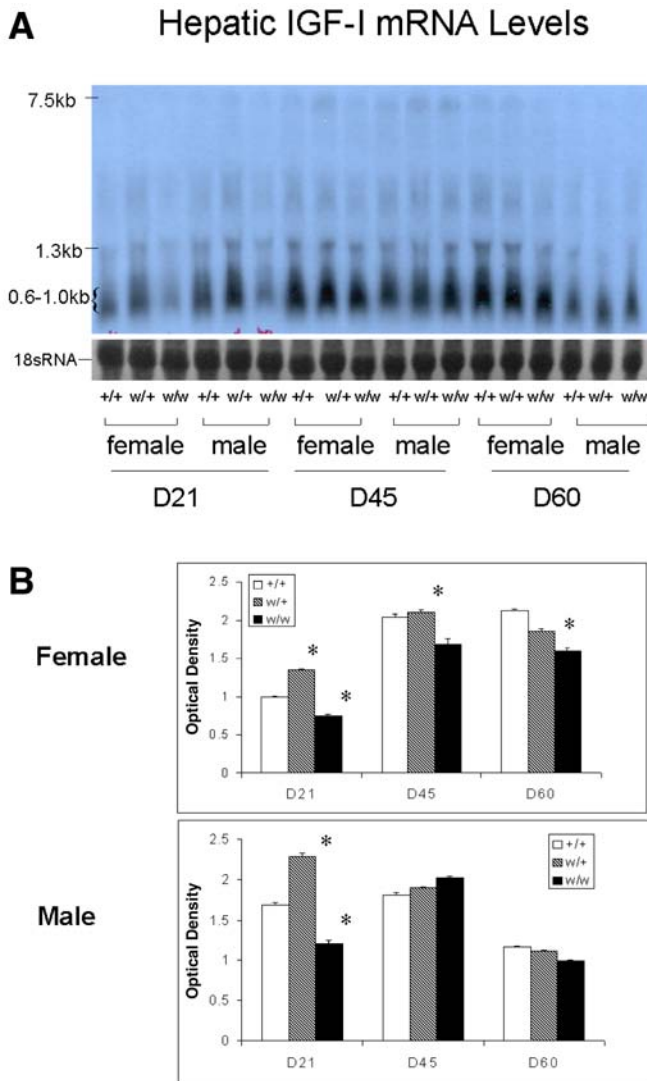 A Hepatic IGF-I mRNA Levels
7.5kb
1.3kb
0.6-1.0kb
18sRNA
+/+ w/+ w/w +/+ w/+ w/w +/+ w/+ w/w +/+ w/+ w/w +/+ w/+ w/w +/+ w/+ w/w
female male female male female male
D21 D45 D60
B
Female
Optical Density
2.5
2
1.5
1
0.5
0
+/+
w/+
w/w
* * * *
D21 D45 D60
Male
Optical Density
2.5
2
1.5
1
0.5
0
+/+
w/+
w/w
* *
D21 D45 D60